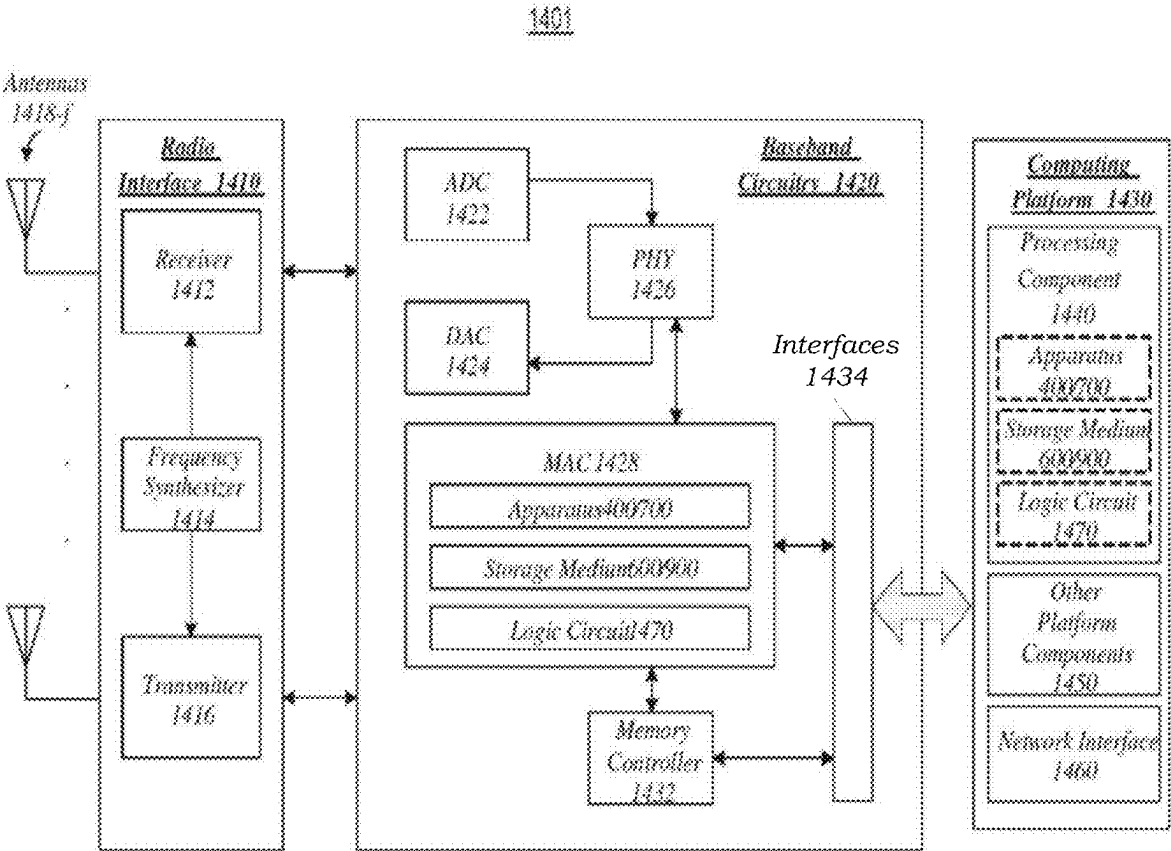 1401
Antennas
1418-f
Radio
Interface 1410
Receiver
1412
Frequency
Synthesizer
1414
Transmitter
1416
Baseband
Circuitry 1420
ADC
1422
PHY
1426
DAC
1424
Interfaces
1434
MAC1428
Apparatus400700
Storage Medium600900
Logic Circuit1470
Memory
Controller
1432
Computing
Platform 1430
Processing
Component
1440
Apparatus
400700
Storage Medium
600900
Logic Circuit
1470
Other
Platform
Components
1450
Network Interface
1460